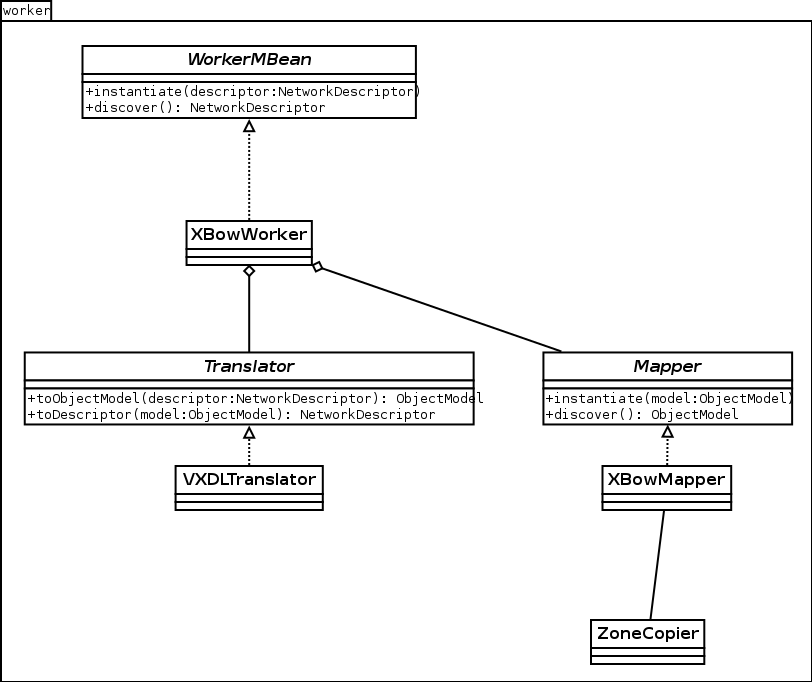 worker
WorkerMBean
+instantiate(descriptor:NetworkDescriptor)
+discover(): NetworkDescriptor
XBowWorker
Translator
+toObjectModel(descriptor:NetworkDescriptor): ObjectModel
+toDescriptor(model:ObjectModel): NetworkDescriptor
Mapper
+instantiate(model:ObjectModel)
+discover(): ObjectModel
VXDLTranslator
XBowMapper
ZoneCopier